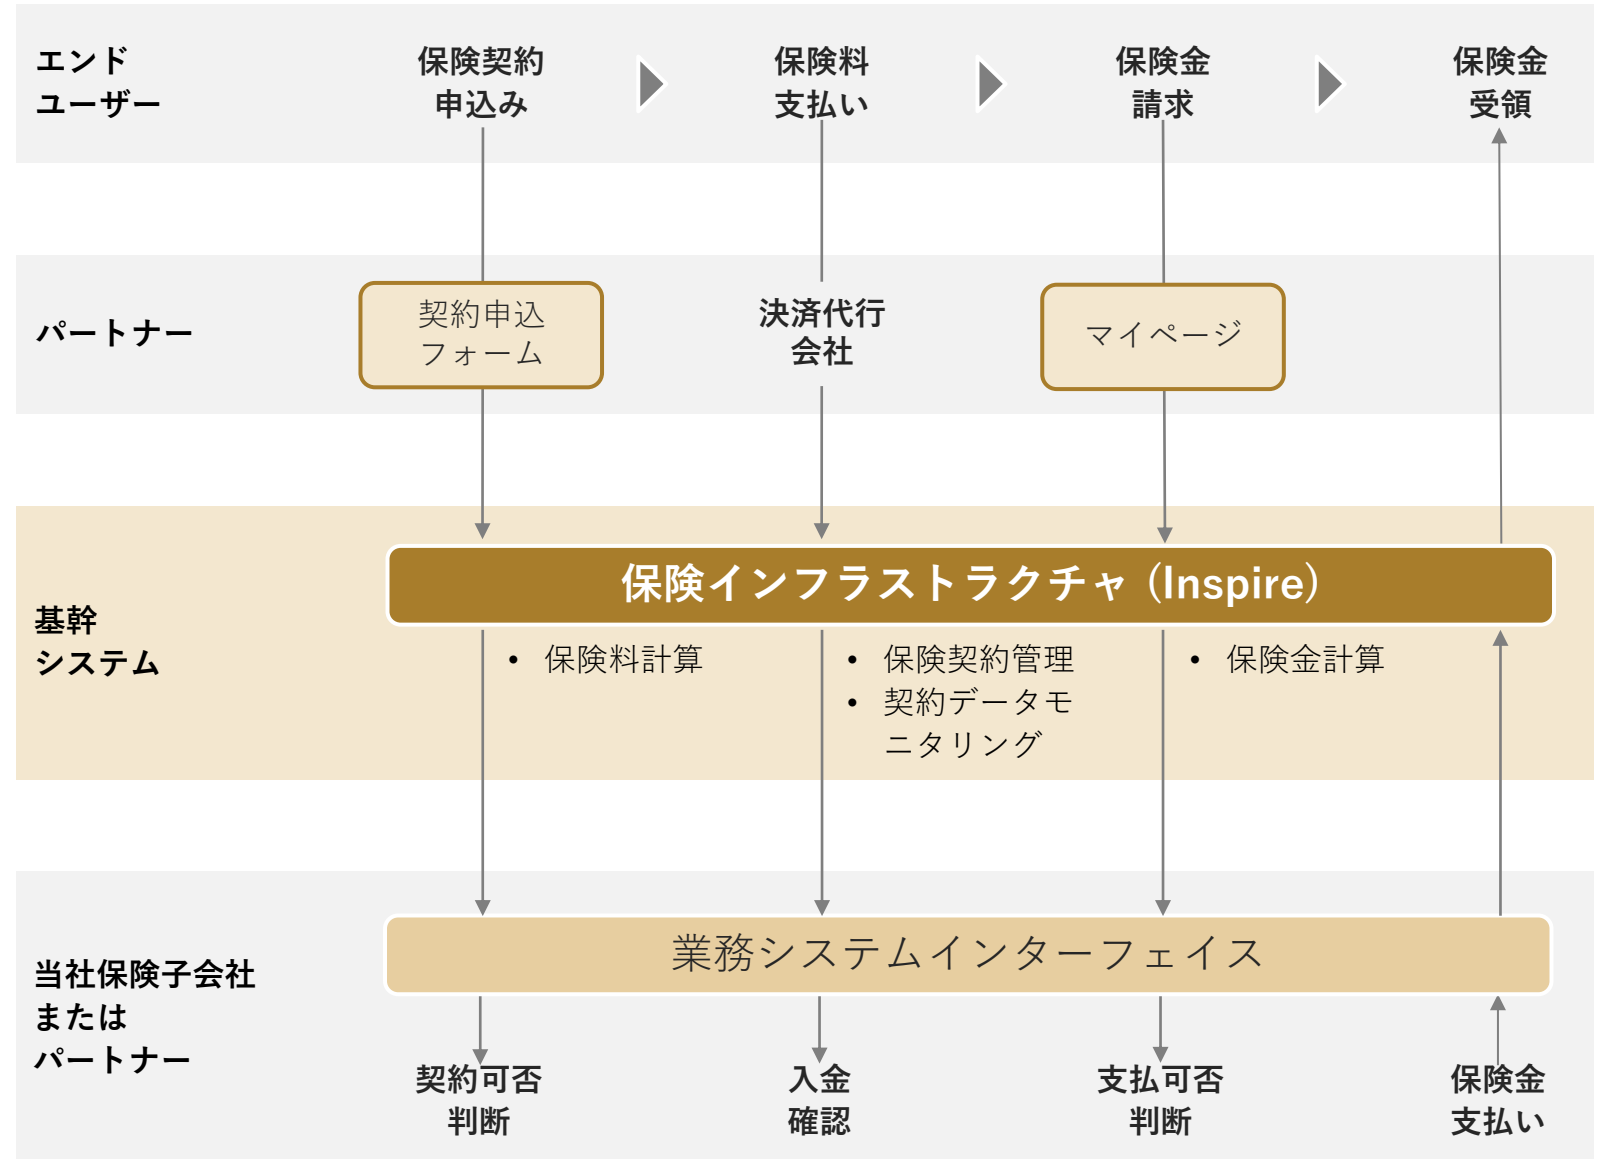 エンド
ユーザー
保険契約
申込み
保険料
支払い
保険金
請求
保険金
受領
パートナー
契約申込
フォーム
決済代行
会社
マイページ
基幹
システム
保険インフラストラクチャ (Inspire)
• 保険料計算
• 保険契約管理
• 契約データモ
ニタリング
• 保険金計算
当社保険子会社
または
パートナー
業務システムインターフェイス
契約可否
判断
入金
確認
支払可否
判断
保険金
支払い